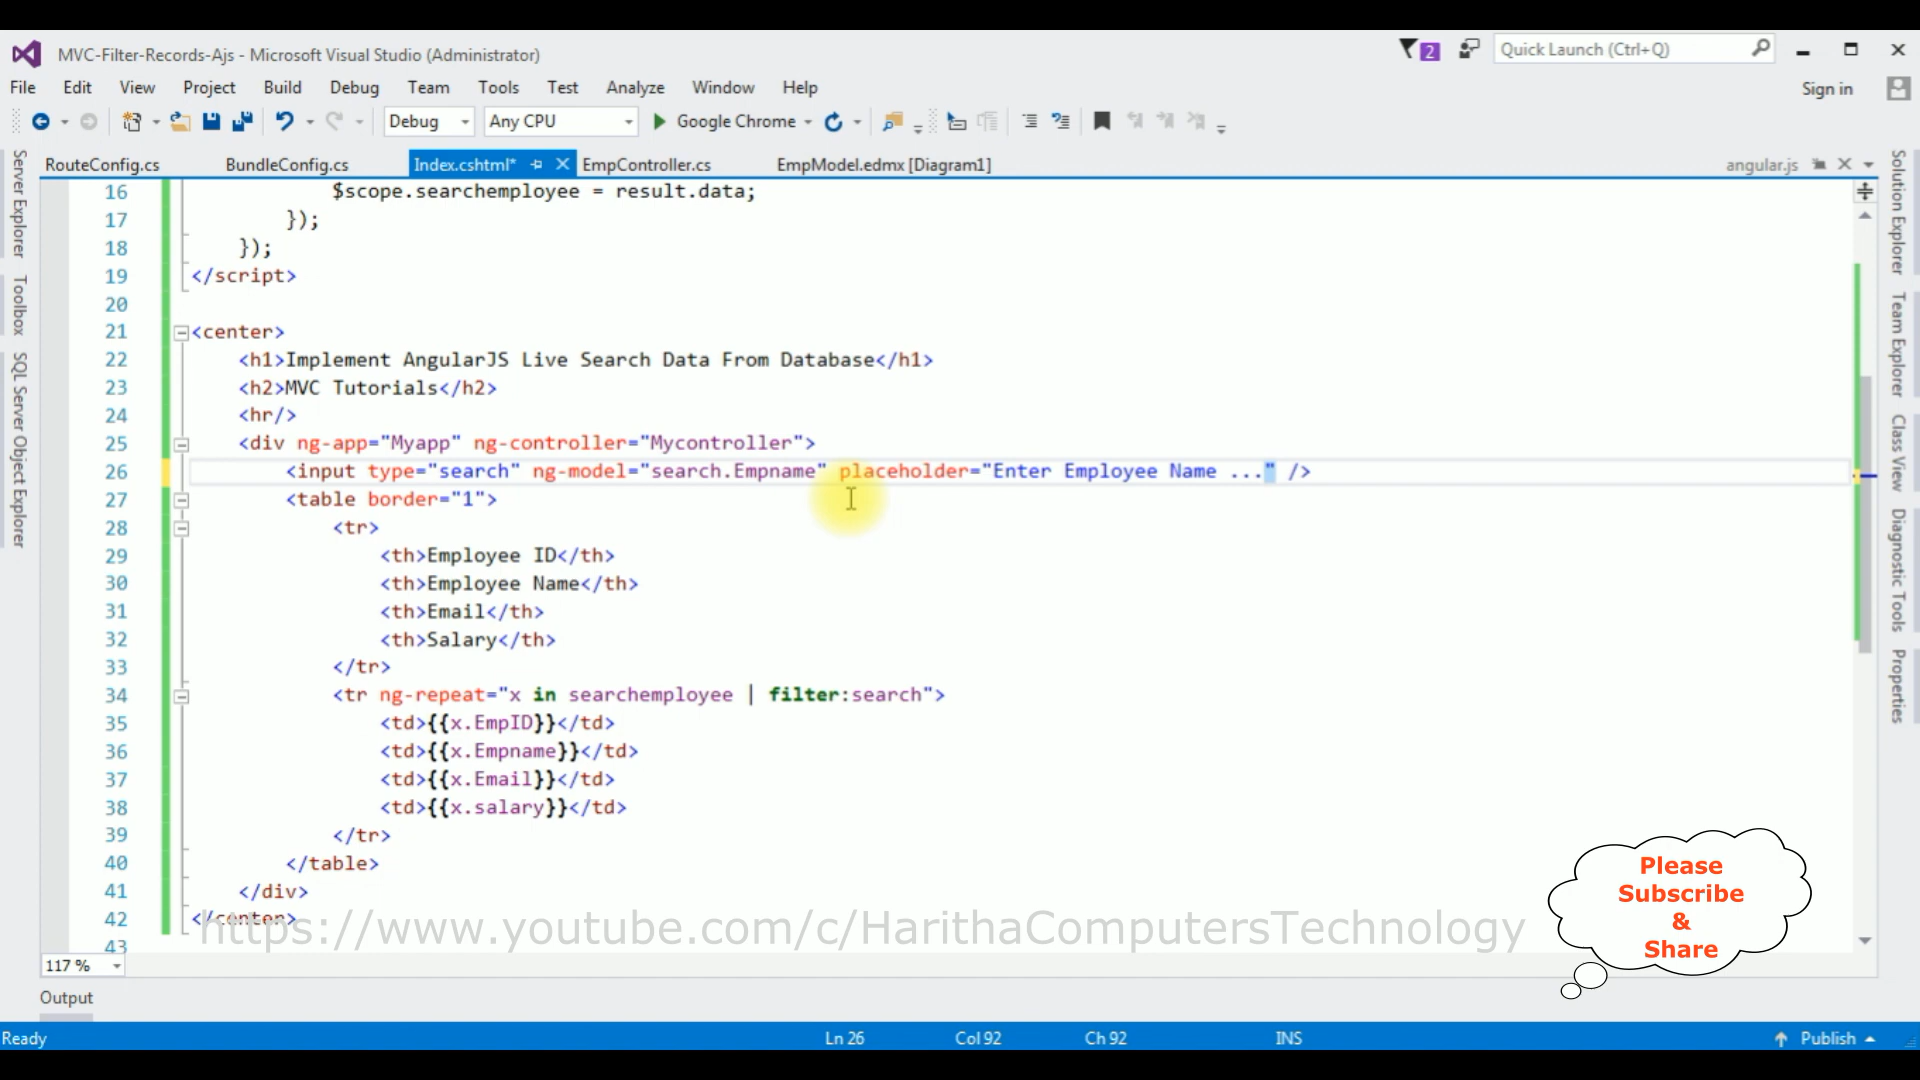 MVC-Filter-Records-Ajs - Microsoft Visual Studio (Administrator)
2
Quick Launch (Ctrl+Q)
File Edit View Project Build Debug Team Tools Test Analyze Window Help
Sign in
Debug Any CPU Google Chrome
RouteConfig.cs BundleConfig.cs Index.cshtml* EmpController.cs EmpModel.edmx [Diagram1] angular.js
Server Explorer
Toolbox
SQL Server Object Explorer
16 $scope.searchemployee = result.data;
17 });
18 });
19 </script>
20
21 <center>
22 <h1>Implement AngularJS Live Search Data From Database</h1>
23 <h2>MVC Tutorials</h2>
24 <hr/>
25 <div ng-app="Myapp" ng-controller="Mycontroller">
26 <input type="search" ng-model="search.Empname" placeholder="Enter Employee Name ..." />
27 <table border="1">
28 <tr>
29 <th>Employee ID</th>
30 <th>Employee Name</th>
31 <th>Email</th>
32 <th>Salary</th>
33 </tr>
34 <tr ng-repeat="x in searchemployee | filter:search">
35 <td>{{x.EmpID}}</td>
36 <td>{{x.Empname}}</td>
37 <td>{{x.Email}}</td>
38 <td>{{x.salary}}</td>
39 </tr>
40 </table>
41 </div>
42 </center>
43
https://www.youtube.com/c/HarithaComputersTechnology
Please
Subscribe
&
Share
Solution Explorer
Team Explorer
Class View
Diagnostic Tools
Properties
117 %
Output
Ready Ln 26 Col 92 Ch 92 INS Publish